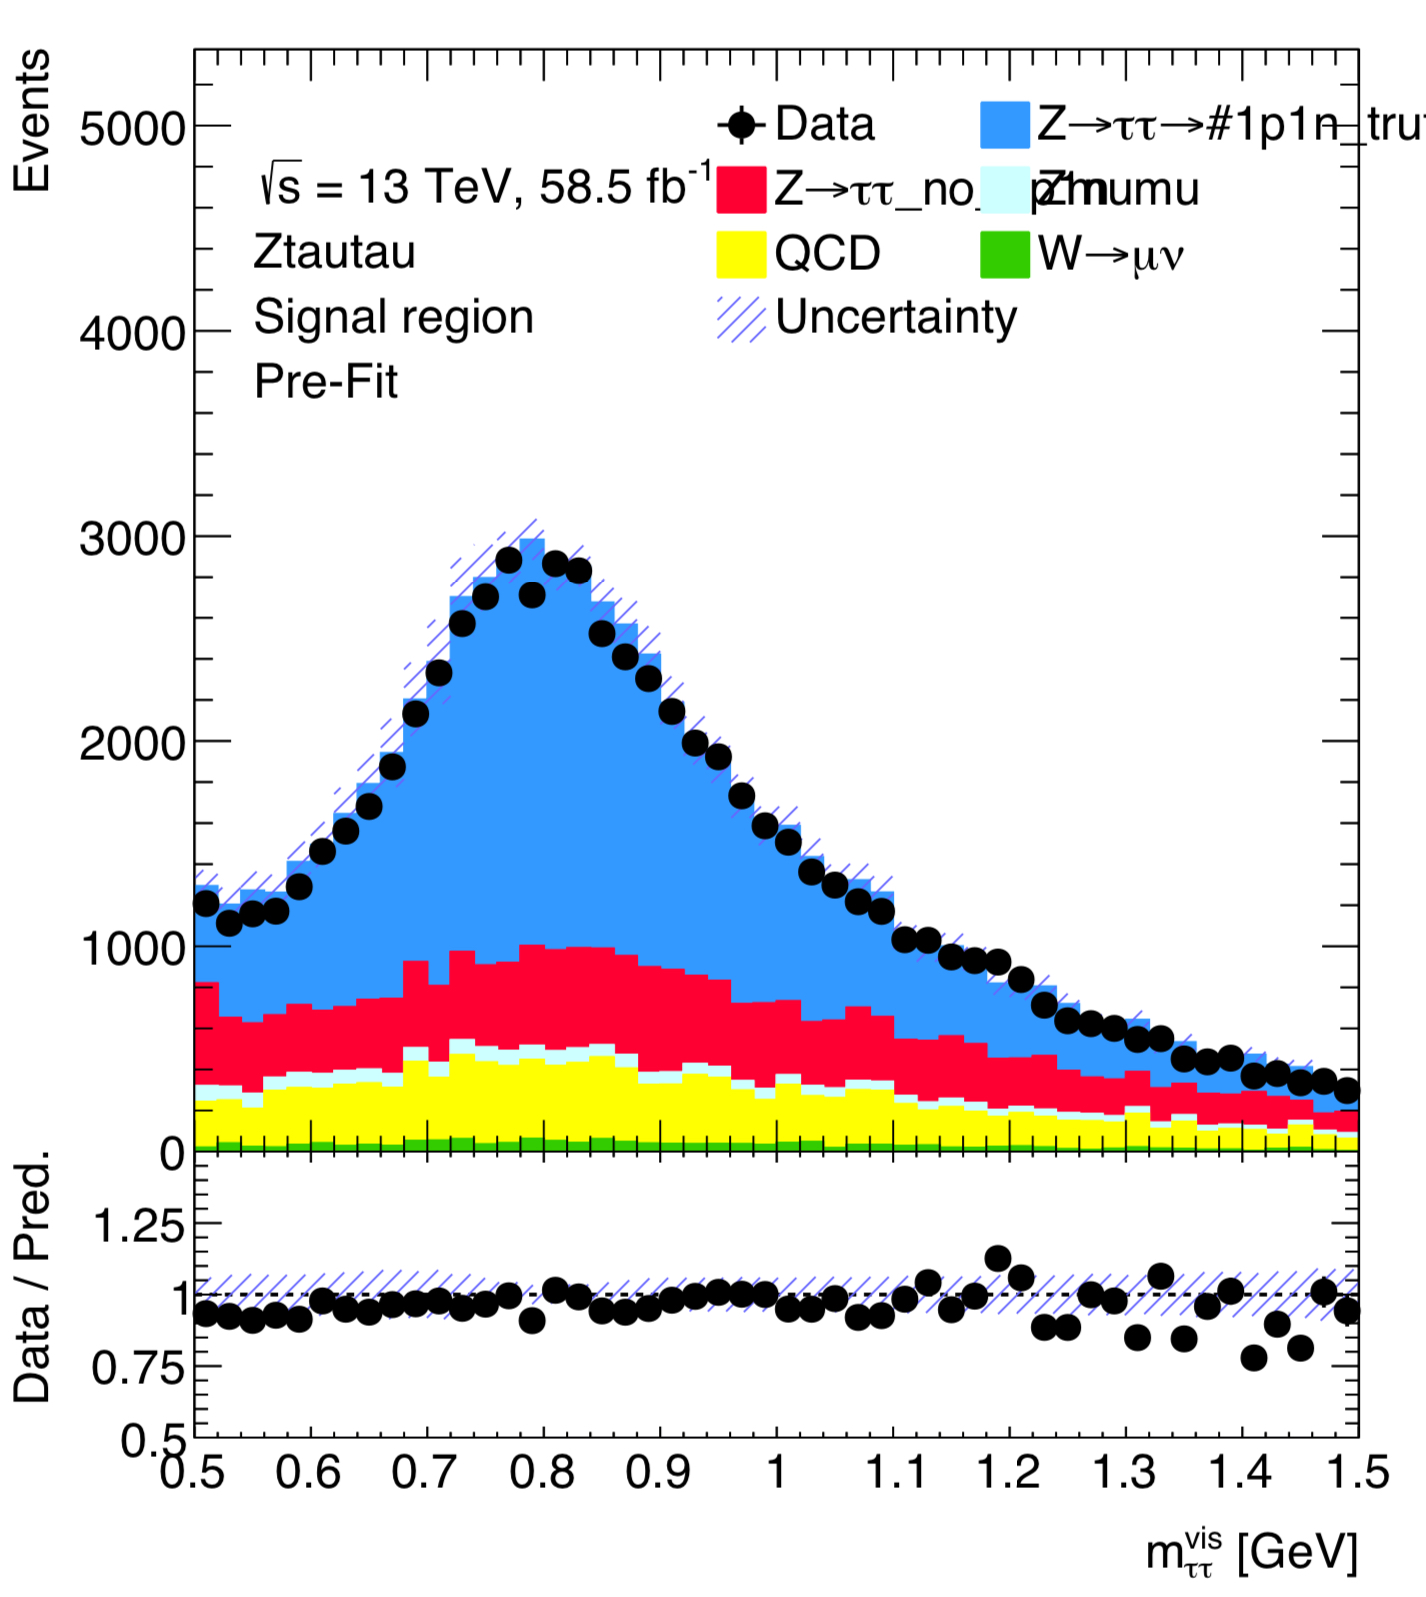 Events
5000
4000
3000
2000
1000
0
√s = 13 TeV, 58.5 fb-1
Ztautau
Signal region
Pre-Fit
Data
Z→ττ→#1p1n_tru
Z→ττ_no_
Zmumu
QCD
W→μν
Uncertainty
Data / Pred.
1.25
1
0.75
0.5
0.5 0.6 0.7 0.8 0.9 1 1.1 1.2 1.3 1.4 1.5
mττvis [GeV]